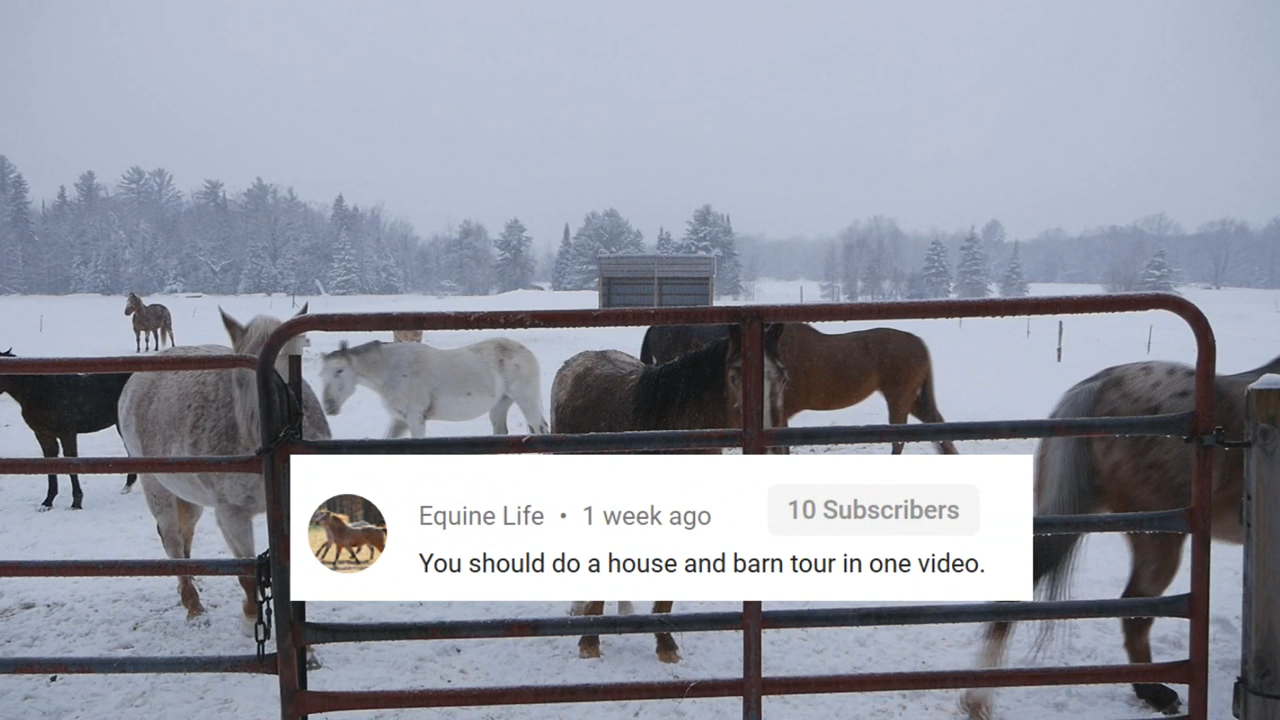 Equine Life • 1 week ago 10 Subscribers
You should do a house and barn tour in one video.